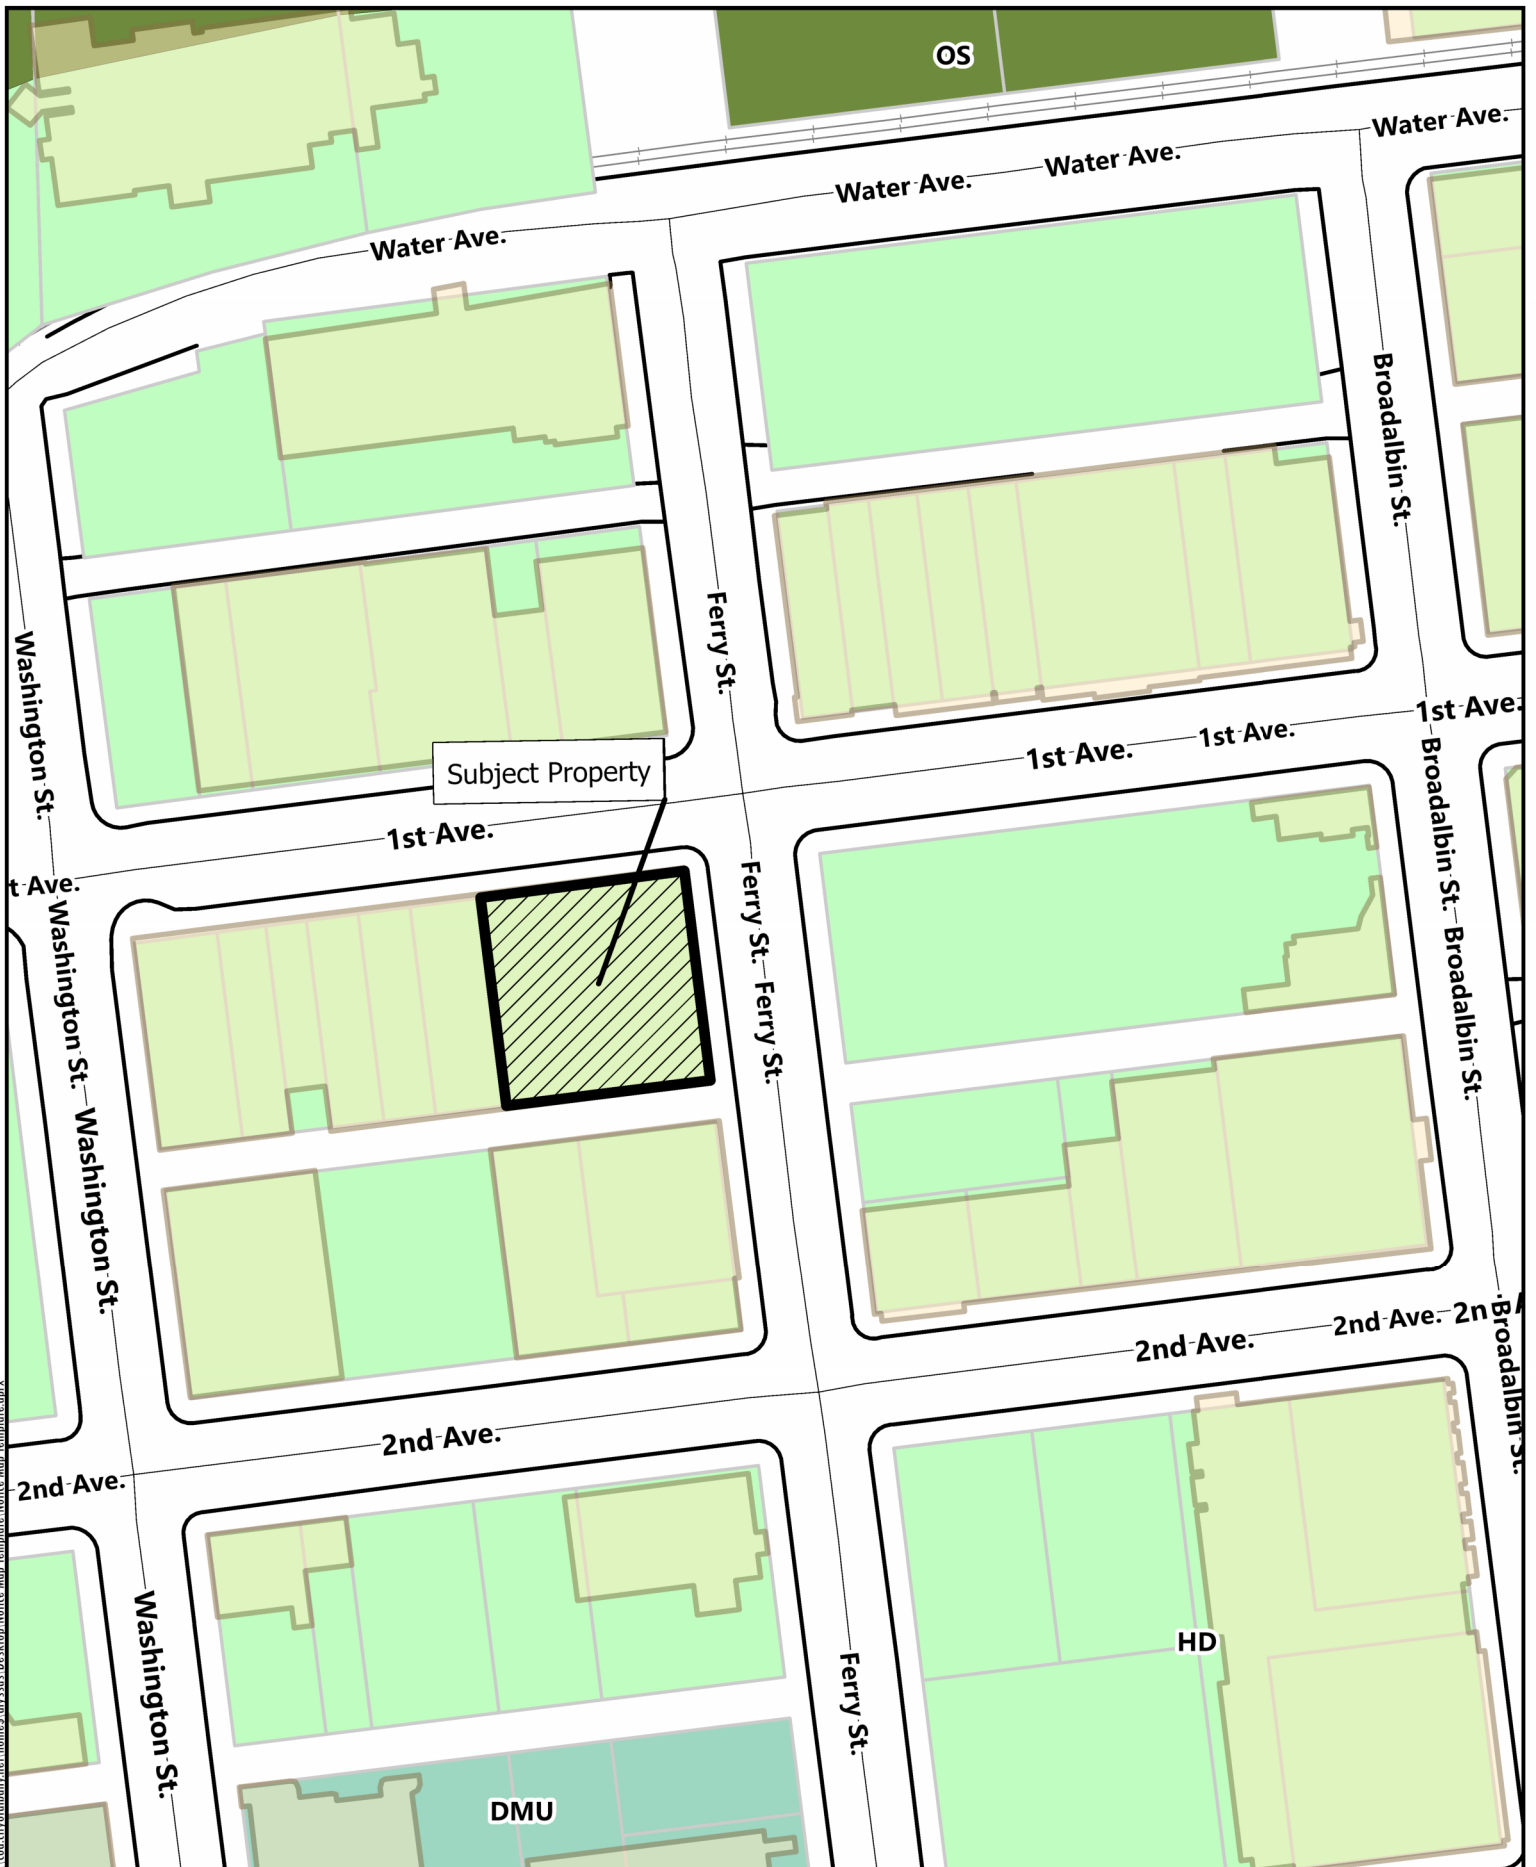 OS
Water Ave.
Water Ave.
Water Ave.
Water Ave.
Broadalbin St.
Ferry St.
Washington St.
1st Ave.
1st Ave.
1st Ave.
Subject Property
1st Ave.
t Ave.
Broadalbin St.
Ferry St.
Washington St.
Broadalbin St.
Ferry St.
Washington St.
2nd Ave.
2n
2nd Ave.
Broadalbin St.
2nd Ave.
2nd Ave.
HD
Washington St.
Ferry St.
DMU